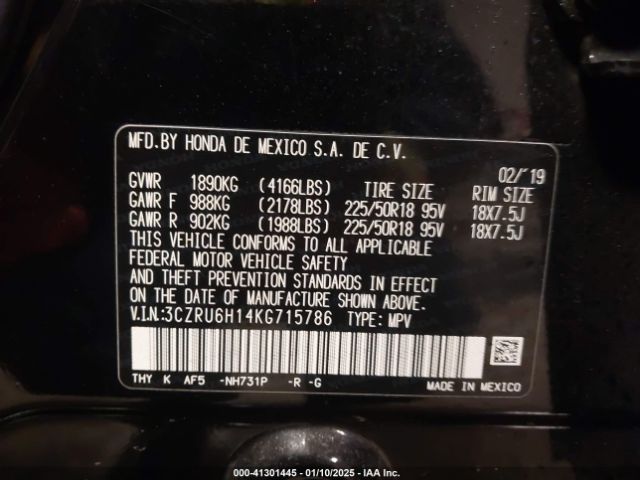 MFD.BY HONDA DE MEXICO S.A. DE C.V.
02/'19
GVWR 1890KG (4166LBS) TIRE SIZE RIM SIZE
GAWR F 988KG (2178LBS) 225/50R18 95V 18X7.5J
GAWR R 902KG (1988LBS) 225/50R18 95V 18X7.5J
THIS VEHICLE CONFORMS TO ALL APPLICABLE
FEDERAL MOTOR VEHICLE SAFETY
AND THEFT PREVENTION STANDARDS IN EFFECT
ON THE DATE OF MANUFACTURE SHOWN ABOVE.
V.I.N.:3CZRU6H14KG715786 TYPE: MPV
THY K AF5 -NH731P -R -G
MADE IN MEXICO
000-41301445 - 01/10/2025 - IAA Inc.